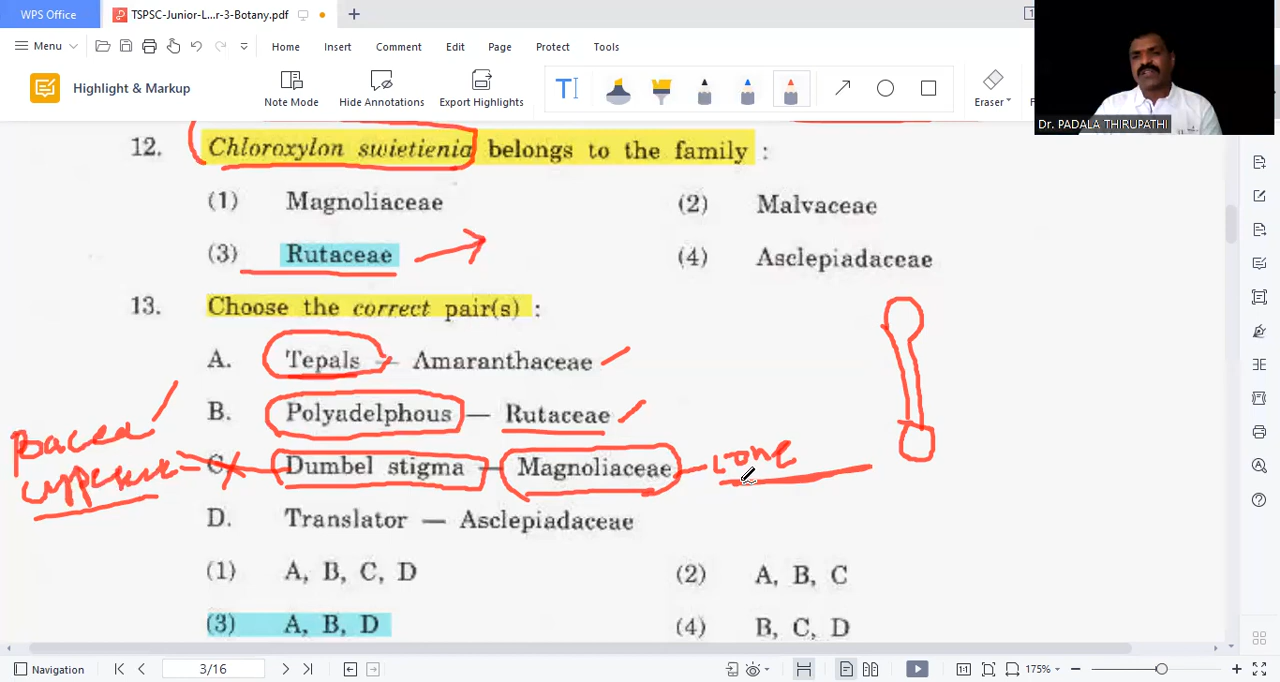 WPS Office
TSPSC-Junior-L...r-3-Botany.pdf
Menu
Home Insert Comment Edit Page Protect Tools
Highlight & Markup
Note Mode
Hide Annotations
Export Highlights
Eraser
Dr. PADALA THIRUPATHI
12. Chloroxylon swietienia belongs to the family :
(1) Magnoliaceae
(2) Malvaceae
(3) Rutaceae
(4) Asclepiadaceae
13. Choose the correct pair(s) :
A. Tepals — Amaranthaceae
B. Polyadelphous — Rutaceae
C. Dumbel stigma — Magnoliaceae
D. Translator — Asclepiadaceae
(1) A, B, C, D
(2) A, B, C
(3) A, B, D
(4) B, C, D
Navigation
3/16
175%